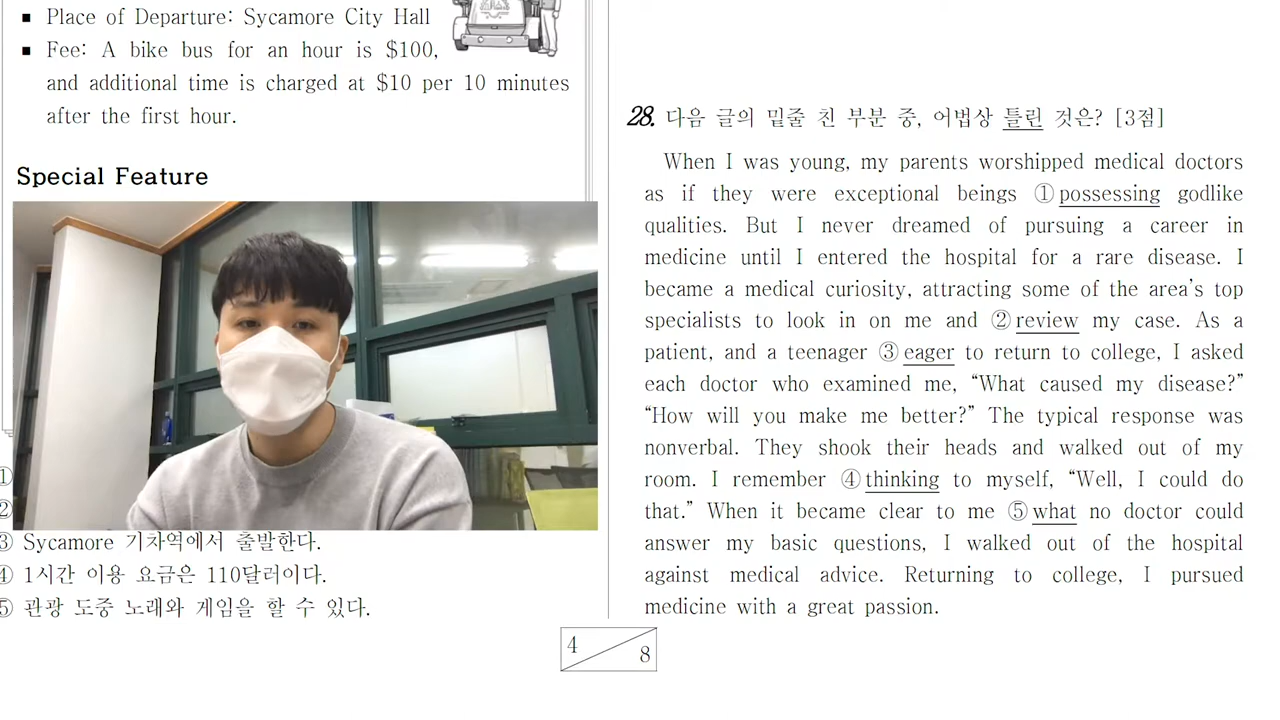 ▪ Place of Departure: Sycamore City Hall
▪ Fee: A bike bus for an hour is $100,
and additional time is charged at $10 per 10 minutes
after the first hour.
Special Feature
①
②
③ Sycamore 기차역에서 출발한다.
④ 1시간 이용 요금은 110달러이다.
⑤ 관광 도중 노래와 게임을 할 수 있다.
28. 다음 글의 밑줄 친 부분 중, 어법상 틀린 것은? [3점]
When I was young, my parents worshipped medical doctors
as if they were exceptional beings ① possessing godlike
qualities. But I never dreamed of pursuing a career in
medicine until I entered the hospital for a rare disease. I
became a medical curiosity, attracting some of the area's top
specialists to look in on me and ② review my case. As a
patient, and a teenager ③ eager to return to college, I asked
each doctor who examined me, “What caused my disease?”
“How will you make me better?” The typical response was
nonverbal. They shook their heads and walked out of my
room. I remember ④ thinking to myself, “Well, I could do
that.” When it became clear to me ⑤ what no doctor could
answer my basic questions, I walked out of the hospital
against medical advice. Returning to college, I pursued
medicine with a great passion.
4
8